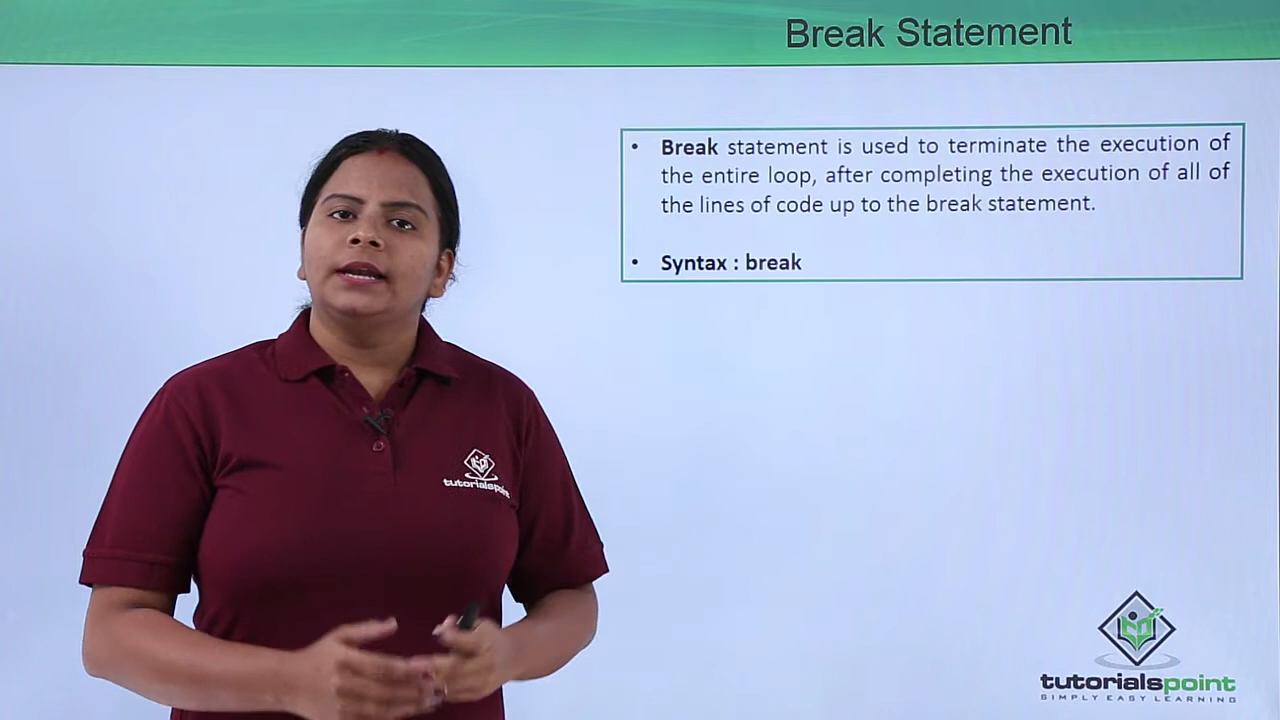 Break Statement
• Break statement is used to terminate the execution of
the entire loop, after completing the execution of all of
the lines of code up to the break statement.
• Syntax : break
tutorialspoint
tutorialspoint
SIMPLY EASY LEARNING